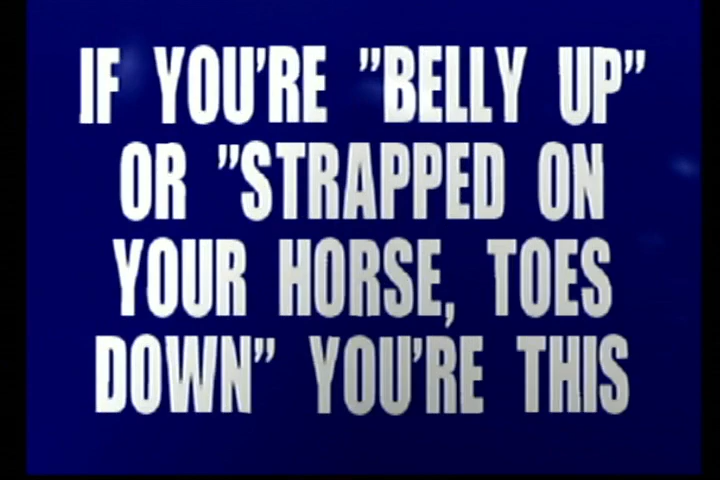 IF YOU'RE "BELLY UP"
OR "STRAPPED ON
YOUR HORSE, TOES
DOWN" YOU'RE THIS